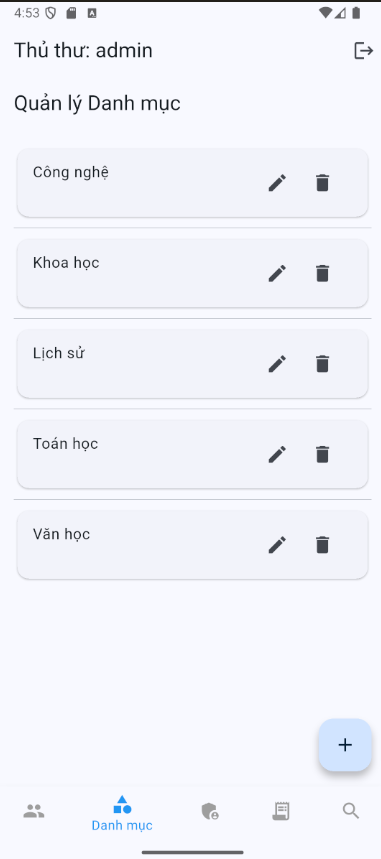 4:53
Thủ thư: admin
Quản lý Danh mục
Công nghệ
Khoa học
Lịch sử
Toán học
Văn học
Danh mục